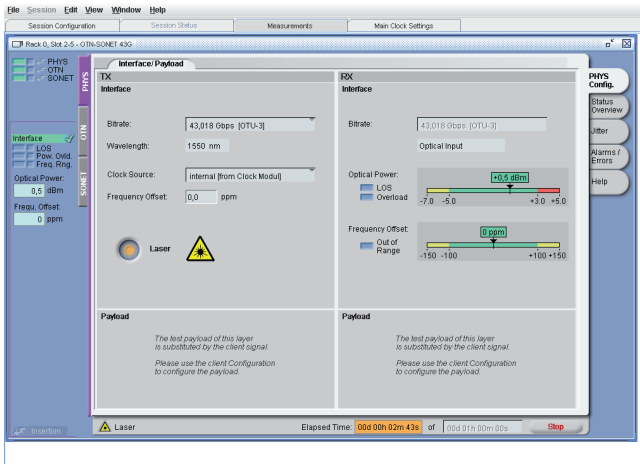 File Session Edit View Window Help
Session Configuration Session Status Measurements Main Clock Settings
Rack 0, Slot 2-5 - OTN-SONET 43G
PHYS
OTN
SONET
Interface
LOS
Pow. Ovld.
Freq. Rng.
Optical Power:
0,5 dBm
Frequ. Offset:
0 ppm
Insertion
PHYS
OTN
SONET
Interface/Payload
TX
Interface
Bitrate: 43,018 Gbps [OTU-3]
Wavelength: 1550 nm
Clock Source: internal [from Clock Modul]
Frequency Offset: 0,0 ppm
Laser
Payload
The test payload of this layer
is substituted by the client signal.
Please use the client Configuration
to configure the payload.
RX
Interface
Bitrate: 43,018 Gbps [OTU-3]
Optical Input
Optical Power: +0,5 dBm
LOS
Overload
-7.0 -5.0 +3.0 +5.0
Frequency Offset: 0 ppm
Out of
Range
-150 -100 +100 +150
Payload
The test payload of this layer
is substituted by the client signal.
Please use the client Configuration
to configure the payload.
PHYS
Config.
Status
Overview
Jitter
Alarms /
Errors
Help
Laser Elapsed Time: 00d 00h 02m 43s of 00d 01h 00m 00s Stop